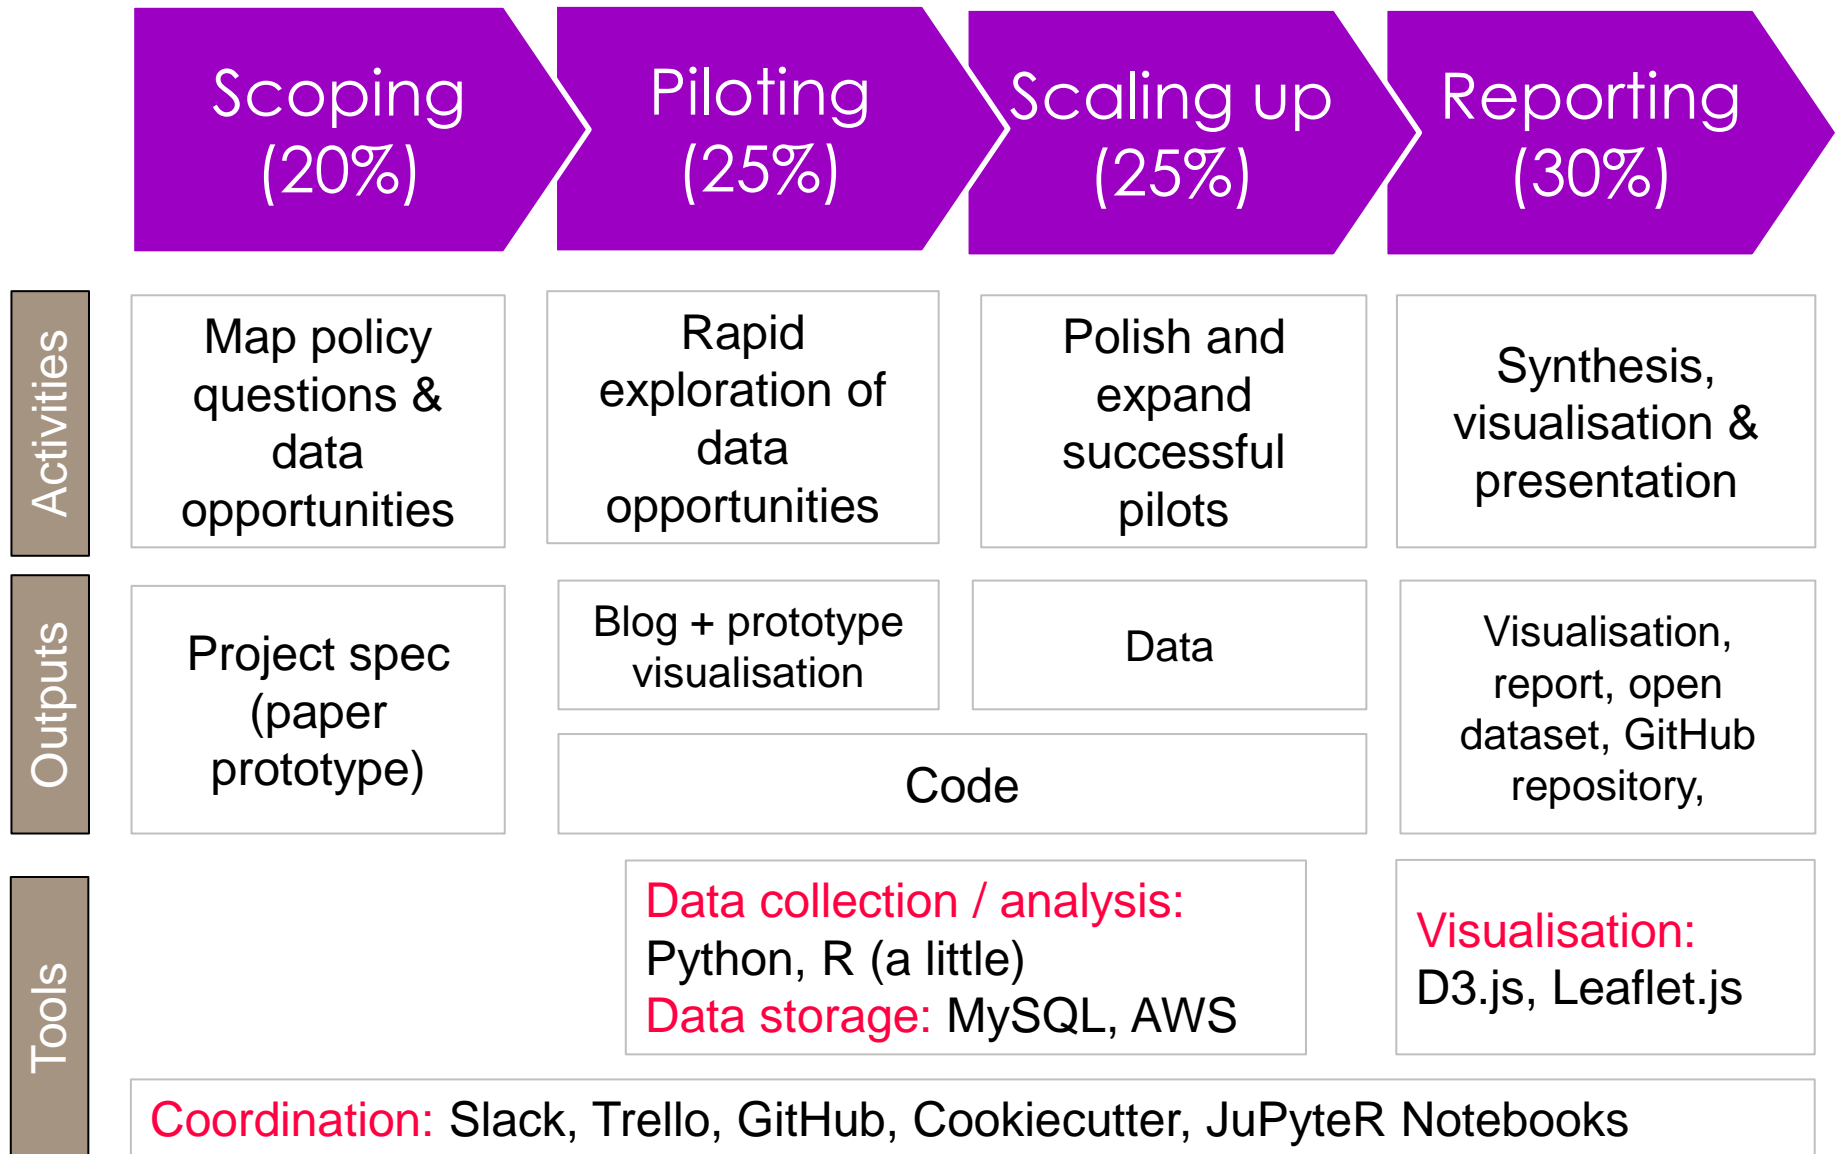 Scoping
(20%)
Piloting
(25%)
Scaling up
(25%)
Reporting
(30%)
Activities
Map policy
questions &
data
opportunities
Rapid
exploration of
data
opportunities
Polish and
expand
successful
pilots
Synthesis,
visualisation &
presentation
Outputs
Project spec
(paper
prototype)
Blog + prototype
visualisation
Data
Code
Visualisation,
report, open
dataset, GitHub
repository,
Tools
Data collection / analysis:
Python, R (a little)
Data storage: MySQL, AWS
Visualisation:
D3.js, Leaflet.js
Coordination: Slack, Trello, GitHub, Cookiecutter, JuPyteR Notebooks